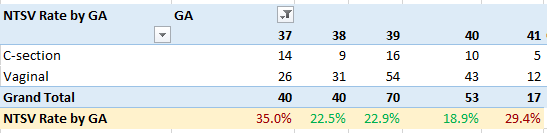 NTSV Rate by GA GA
37 38 39 40 41
C-section 14 9 16 10 5
Vaginal 26 31 54 43 12
Grand Total 40 40 70 53 17
NTSV Rate by GA 35.0% 22.5% 22.9% 18.9% 29.4%